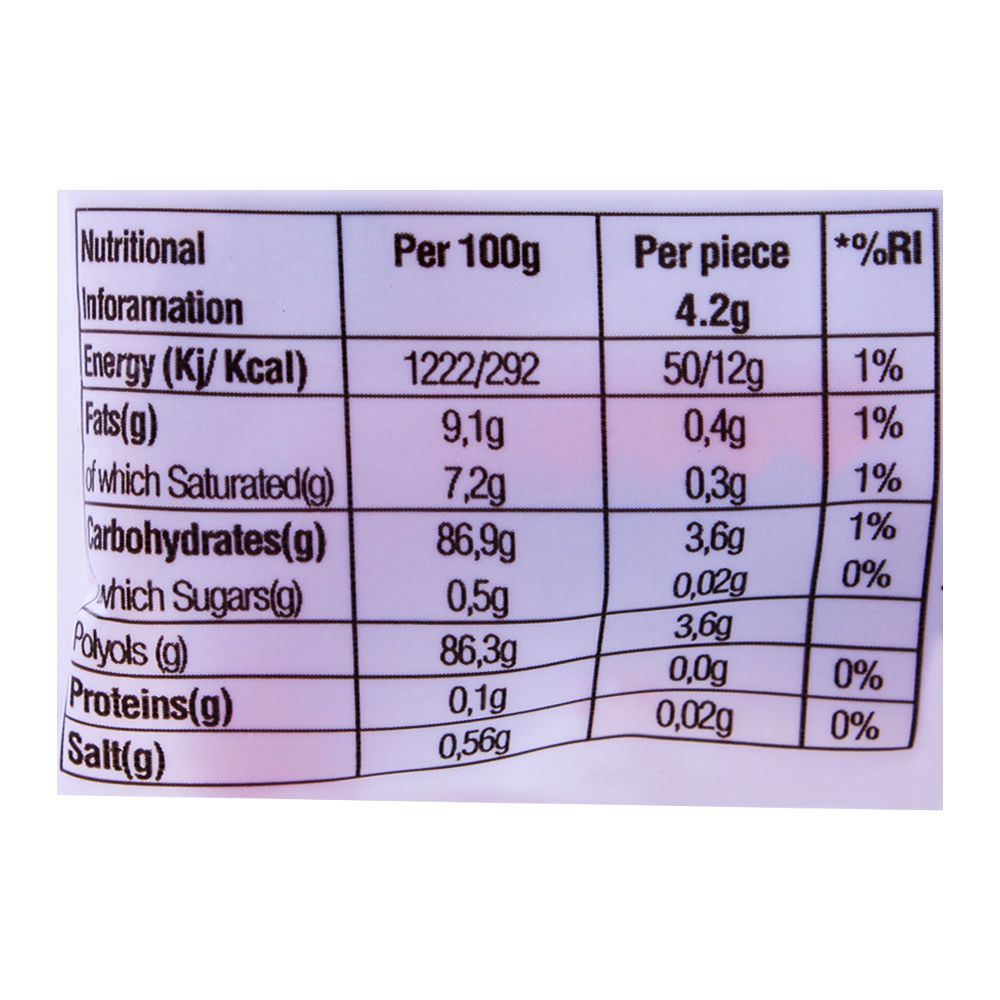 Nutritional Per 100g Per piece *%RI
Inforamation 4.2g
Energy (Kj/ Kcal) 1222/292 50/12g 1%
Fats(g) 9,1g 0,4g 1%
of which Saturated(g) 7,2g 0,3g 1%
Carbohydrates(g) 86,9g 3,6g 1%
which Sugars(g) 0,5g 0,02g 0%
Polyols (g) 86,3g 3,6g
Proteins(g) 0,1g 0,0g 0%
Salt(g) 0,56g 0,02g 0%